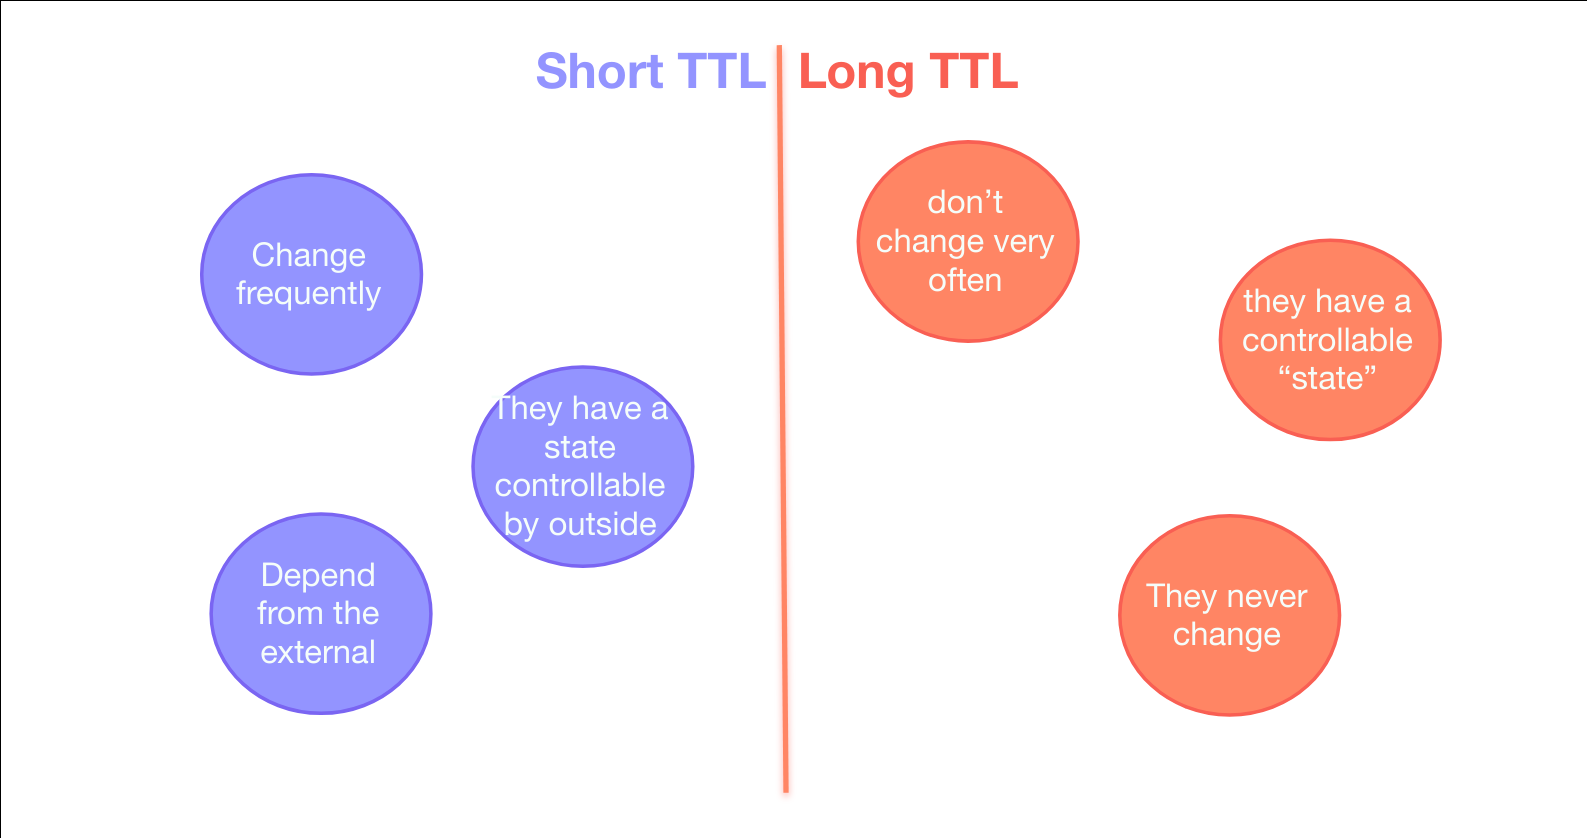 Short TTL
Long TTL
Change
frequently
They have a
state
controllable
by outside
Depend
from the
external
don’t
change very
often
they have a
controllable
“state”
They never
change